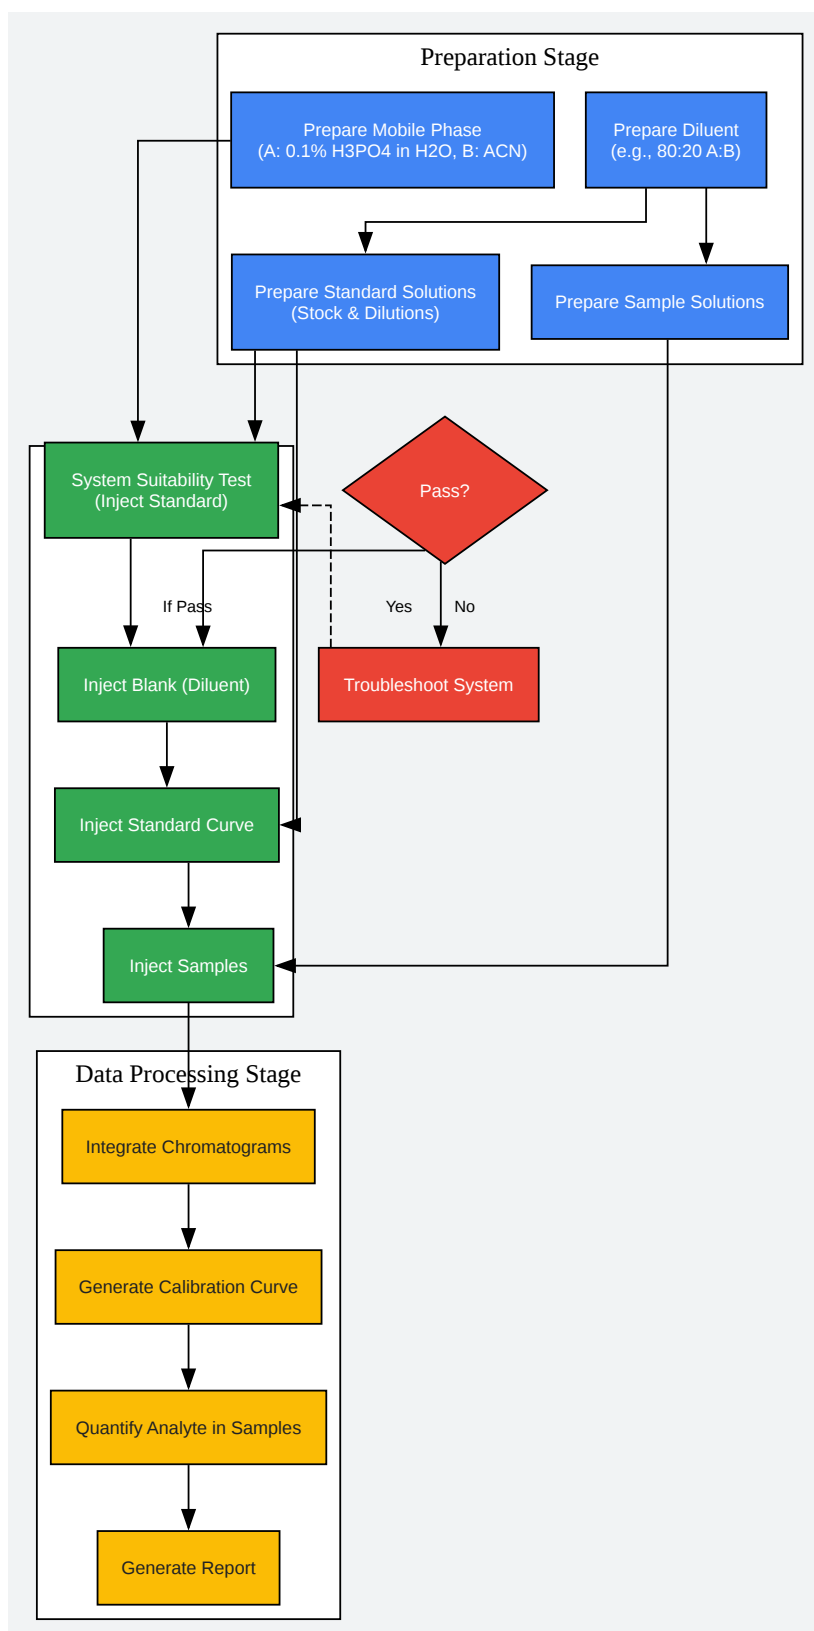 Preparation Stage
Prepare Mobile Phase
(A: 0.1% H3PO4 in H2O, B: ACN)
Prepare Diluent
(e.g., 80:20 A:B)
Prepare Standard Solutions
(Stock & Dilutions)
Prepare Sample Solutions
System Suitability Test
(Inject Standard)
Pass?
If Pass
Yes
No
Inject Blank (Diluent)
Troubleshoot System
Inject Standard Curve
Inject Samples
Data Processing Stage
Integrate Chromatograms
Generate Calibration Curve
Quantify Analyte in Samples
Generate Report